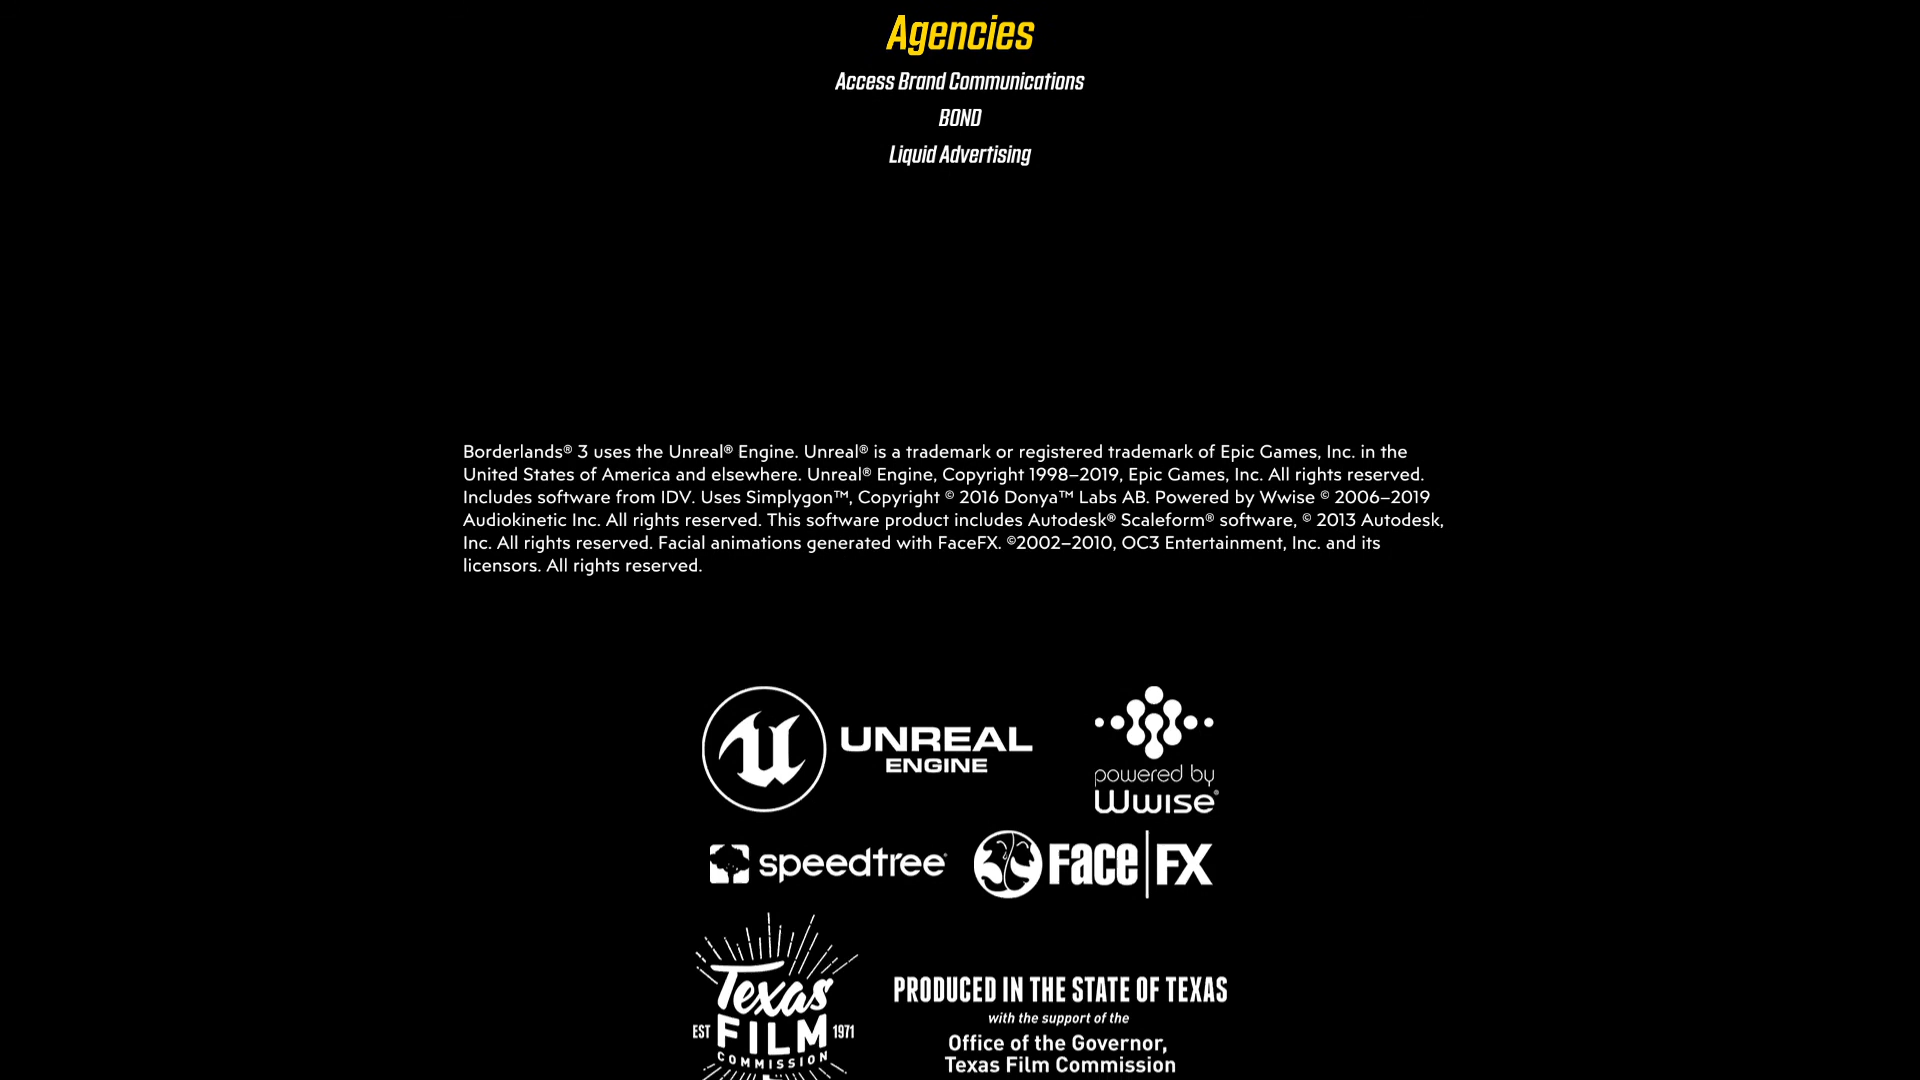 Agencies
Access Brand Communications
BOND
Liquid Advertising
Borderlands® 3 uses the Unreal® Engine. Unreal® is a trademark or registered trademark of Epic Games, Inc. in the
United States of America and elsewhere. Unreal® Engine, Copyright 1998–2019, Epic Games, Inc. All rights reserved.
Includes software from IDV. Uses Simplygon™, Copyright © 2016 Donya™ Labs AB. Powered by Wwise © 2006–2019
Audiokinetic Inc. All rights reserved. This software product includes Autodesk® Scaleform® software, © 2013 Autodesk,
Inc. All rights reserved. Facial animations generated with FaceFX. ©2002–2010, OC3 Entertainment, Inc. and its
licensors. All rights reserved.
UNREAL
ENGINE
powered by
Wwise®
speedtree®
Face|FX
Texas
EST FILM 1971
COMMISSION
PRODUCED IN THE STATE OF TEXAS
with the support of the
Office of the Governor,
Texas Film Commission